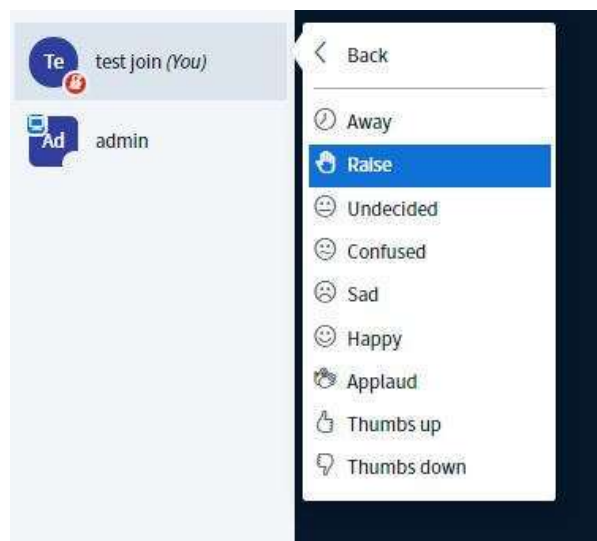 Te test join (You)
Ad admin
Back
Away
Raise
Undecided
Confused
Sad
Happy
Applaud
Thumbs up
Thumbs down